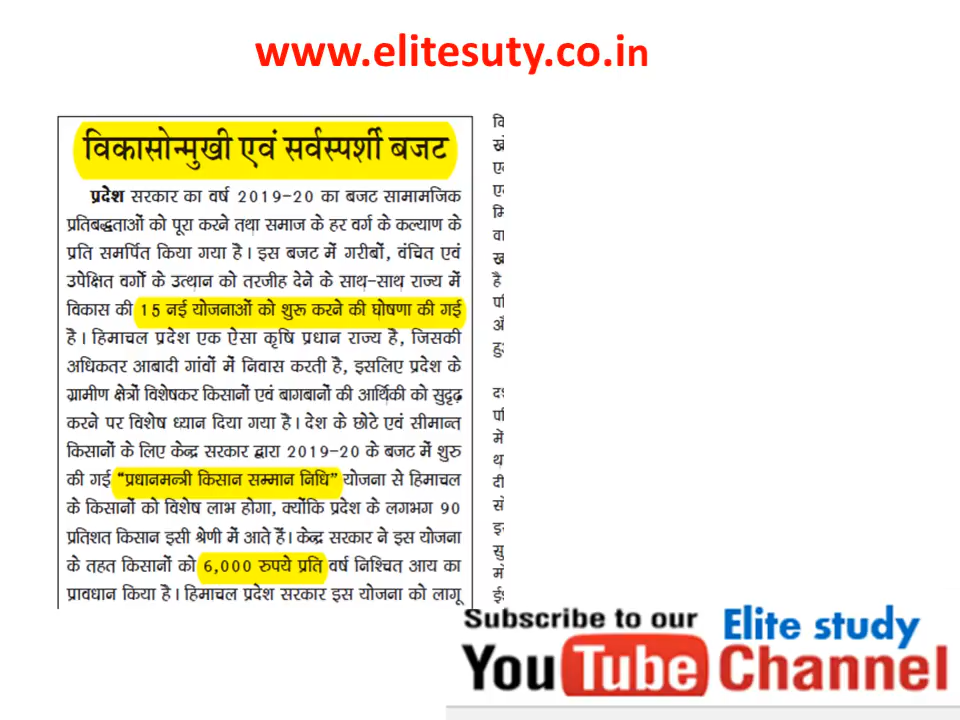 www.elitesuty.co.in
विकासोन्मुखी एवं सर्वस्पर्शी बजट
प्रदेश सरकार का वर्ष 2019-20 का बजट सामामजिक
प्रतिबद्धताओं को पूरा करने तथा समाज के हर वर्ग के कल्याण के
प्रति समर्पित किया गया है। इस बजट में गरीबों, वंचित एवं
उपेक्षित वर्गो के उत्थान को तरजीह देने के साथ-साथ राज्य में
विकास की 15 नई योजनाओं को शुरू करने की घोषणा की गई
है। हिमाचल प्रदेश एक ऐसा कृषि प्रधान राज्य है, जिसकी
अधिकतर आबादी गांवों में निवास करती है, इसलिए प्रदेश के
ग्रामीण क्षेत्रों विशेषकर किसानों एवं बागबानों की आर्थिकी को सुदृढ़
करने पर विशेष ध्यान दिया गया है। देश के छोटे एवं सीमान्त
किसानों के लिए केन्द्र सरकार द्वारा 2019-20 के बजट में शुरु
की गई “प्रधानमन्त्री किसान सम्मान निधि” योजना से हिमाचल
के किसानों को विशेष लाभ होगा, क्योंकि प्रदेश के लगभग 90
प्रतिशत किसान इसी श्रेणी में आते हैं। केन्द्र सरकार ने इस योजना
के तहत किसानों को 6,000 रुपये प्रति वर्ष निश्चित आय का
प्रावधान किया है। हिमाचल प्रदेश सरकार इस योजना को लागू
वि
ए
ए
मि
वा
है
परि
हु
परि
में
था
दी
इ
सु
मो
Subscribe to our
YouTube
Elite study
Channel